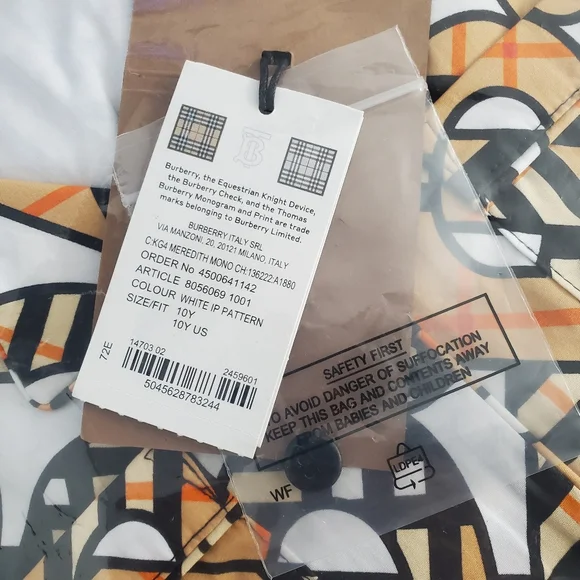 Burberry, the Equestrian Knight Device,
the Burberry Check, and the Thomas
Burberry Monogram and Print are trade
marks belonging to Burberry Limited.
BURBERRY ITALY SRL
VIA MANZONI, 20, 20121 MILANO, ITALY
C:KG4 MEREDITH MONO CH:136222:A1880
ORDER No 4500641142
ARTICLE 8056069 1001
COLOUR WHITE IP PATTERN
SIZE/FIT 10Y
10Y US
72E
14703 02
2459601
5045628783244
SAFETY FIRST
TO AVOID DANGER OF SUFFOCATION
KEEP THIS BAG AND CONTENTS AWAY
FROM BABIES AND CHILDREN
WF
LDPE